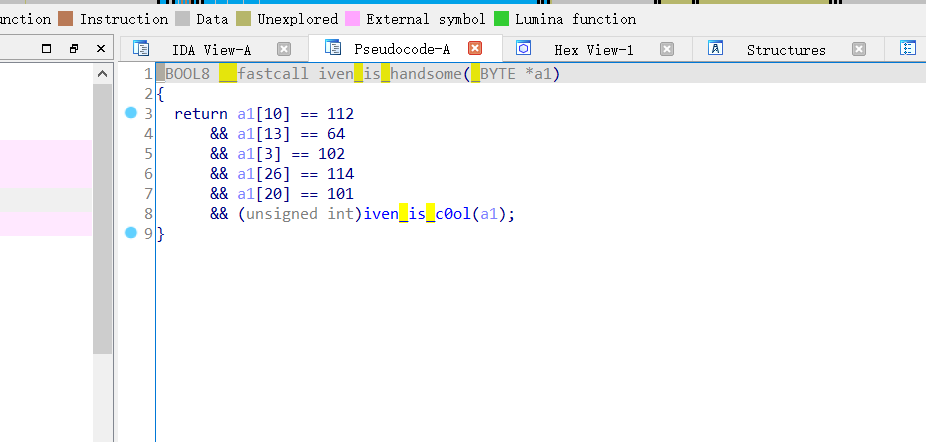 unction Instruction Data Unexplored External symbol Lumina function
IDA View-A Pseudocode-A Hex View-1 Structures
1 BOOL8 __fastcall iven_is_handsome(_BYTE *a1)
2 {
3 return a1[10] == 112
4 && a1[13] == 64
5 && a1[3] == 102
6 && a1[26] == 114
7 && a1[20] == 101
8 && (unsigned int)iven_is_c0ol(a1);
9 }